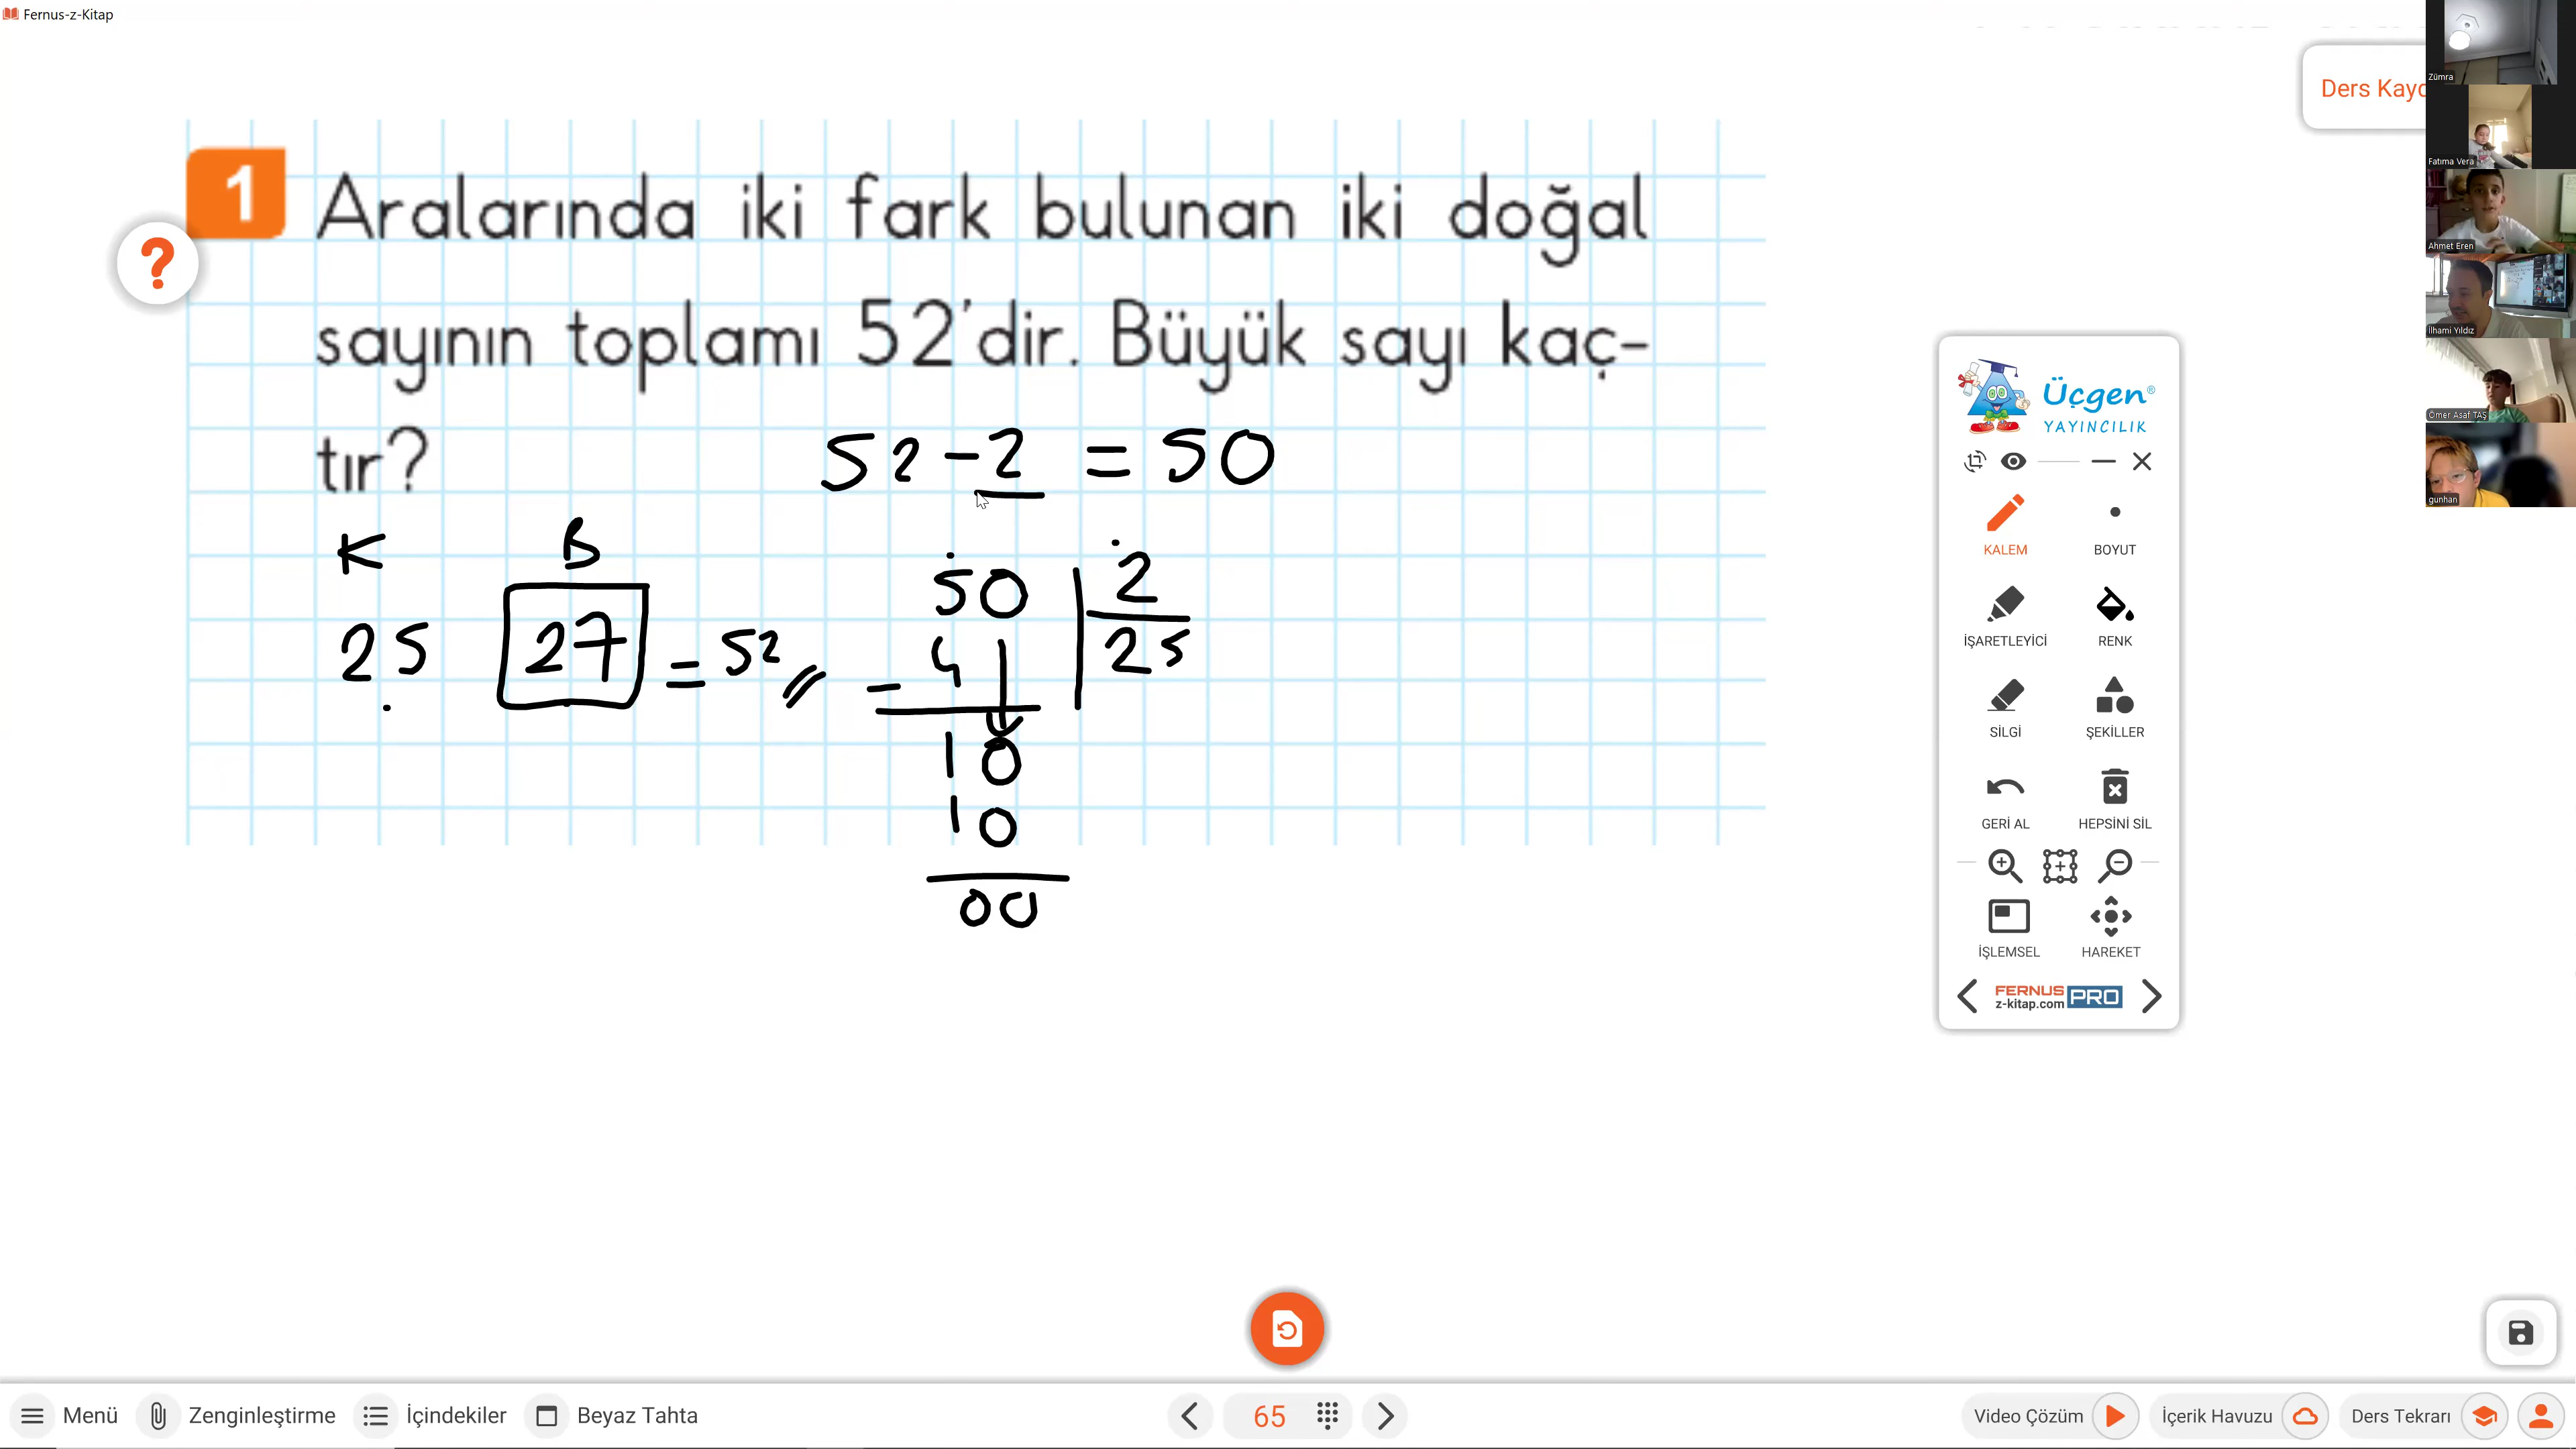 Fernus-z-Kitap
Zümra
Ders Kayd
Fatıma Vera
1 Aralarında iki fark bulunan iki doğal
Ahmet Eren
?
sayının toplamı 52'dir. Büyük sayı kaç-
İlhami Yıldız
tır?
52 - 2 = 50
Ömer Asaf TAŞ
gunhan
K B
25 27 = 52
50 2
- 4 25
10
10
00
Üçgen®
YAYINCILIK
KALEM BOYUT
İŞARETLEYİCİ RENK
SİLGİ ŞEKİLLER
GERİ AL HEPSİNİ SİL
İŞLEMSEL HAREKET
FERNUS
z-kitap.com PRO
Menü Zenginleştirme İçindekiler Beyaz Tahta 65 Video Çözüm İçerik Havuzu Ders Tekrarı